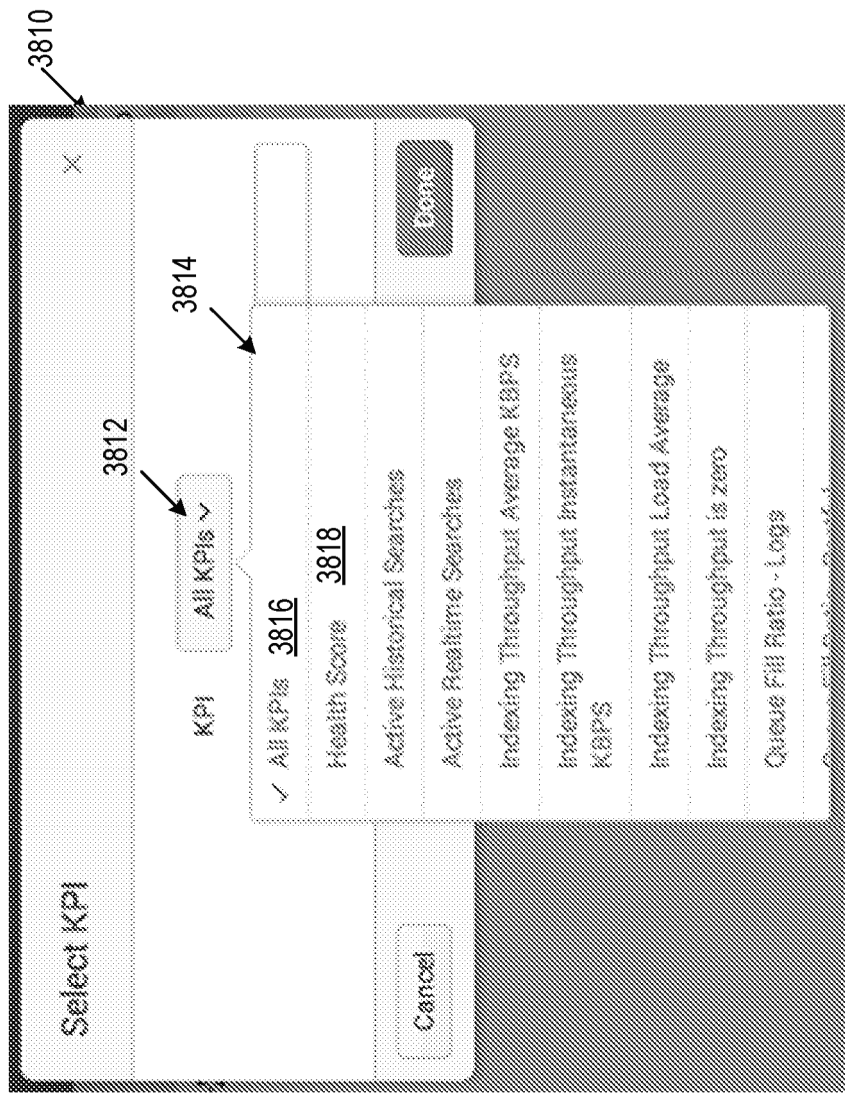 3810
Select KPI
×
3812
KPI
All KPIs
3814
✓ All KPIs 3816
Health Score 3818
Active Historical Searches
Active Realtime Searches
Indexing Throughput Average KBPS
Indexing Throughput Instantaneous
KBPS
Indexing Throughput Load Average
Indexing Throughput is zero
Queue Fill Ratio - Logs
Cancel
Done